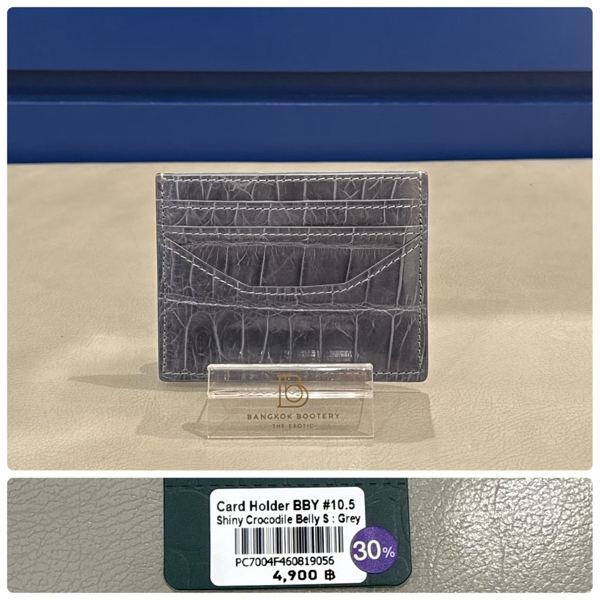 B
BANGKOK BOOTERY
THE EXOTIC
Card Holder BBY #10.5
Shiny Crocodile Belly S : Grey
PC7004F460819056
4,900 ฿
30%